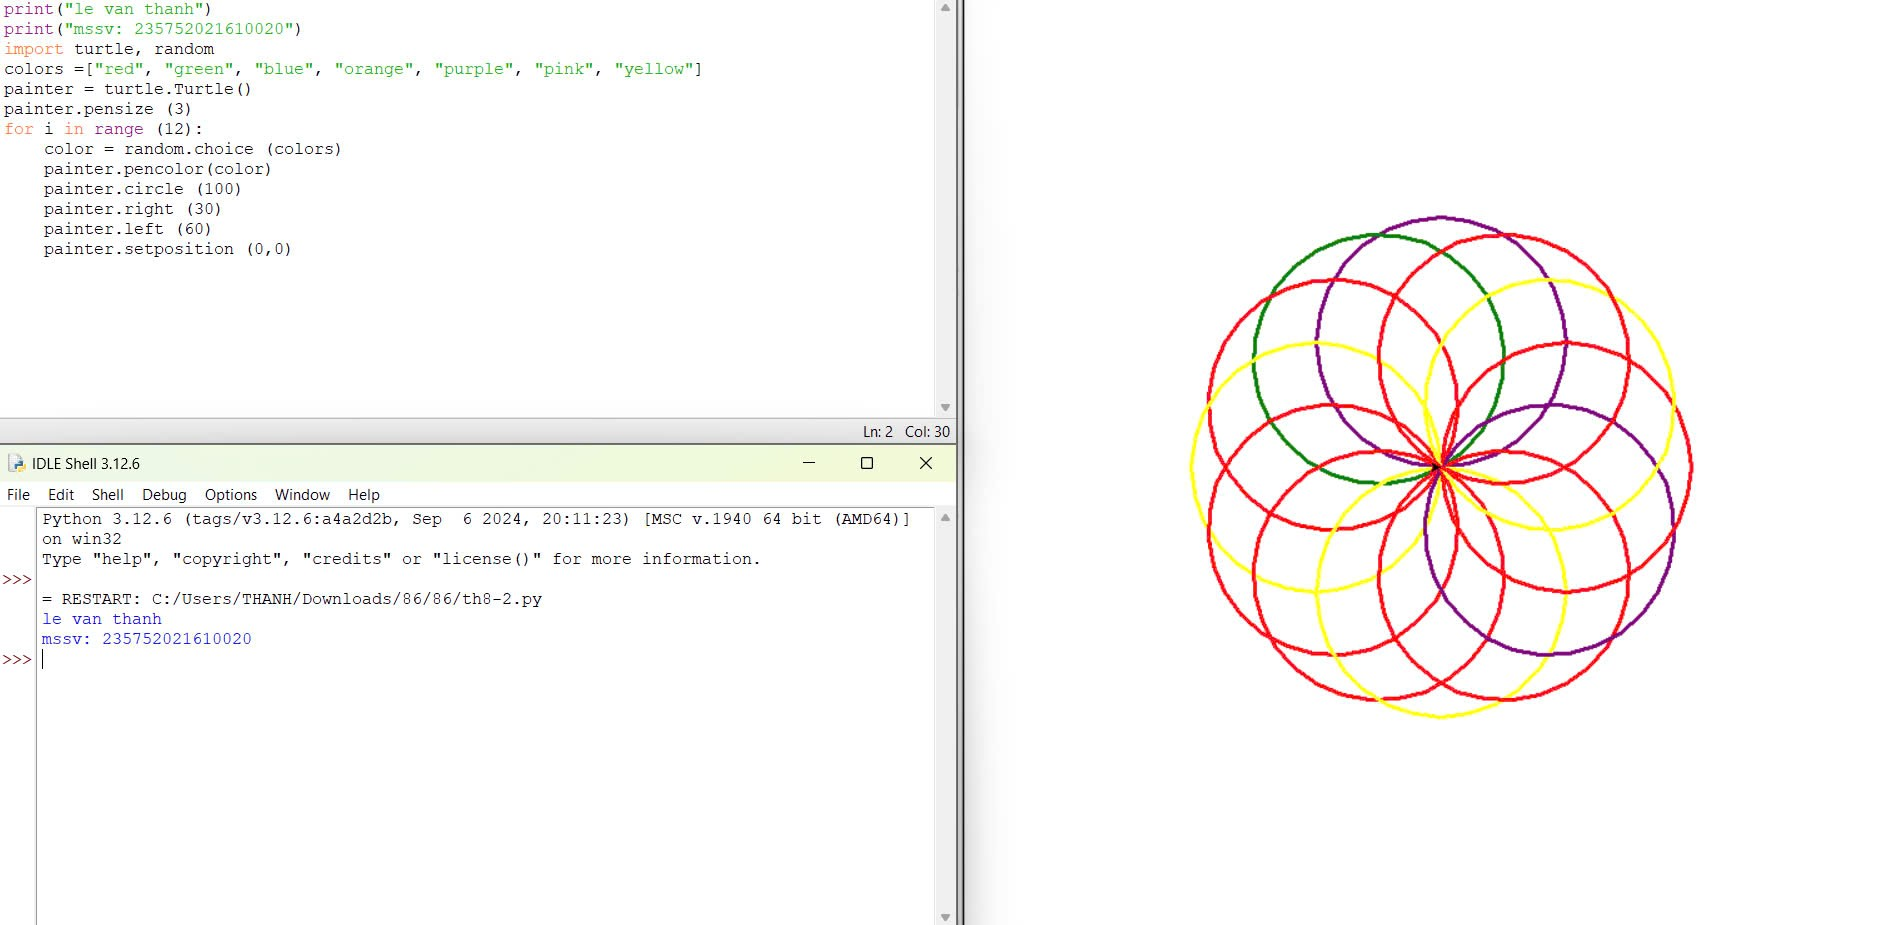 print("le van thanh")
print("mssv: 235752021610020")
import turtle, random
colors =["red", "green", "blue", "orange", "purple", "pink", "yellow"]
painter = turtle.Turtle()
painter.pensize (3)
for i in range (12):
    color = random.choice (colors)
    painter.pencolor(color)
    painter.circle (100)
    painter.right (30)
    painter.left (60)
    painter.setposition (0,0)
Ln: 2 Col: 30
IDLE Shell 3.12.6
File Edit Shell Debug Options Window Help
Python 3.12.6 (tags/v3.12.6:a4a2d2b, Sep  6 2024, 20:11:23) [MSC v.1940 64 bit (AMD64)]
on win32
Type "help", "copyright", "credits" or "license()" for more information.
>>>
= RESTART: C:/Users/THANH/Downloads/86/86/th8-2.py
le van thanh
mssv: 235752021610020
>>>